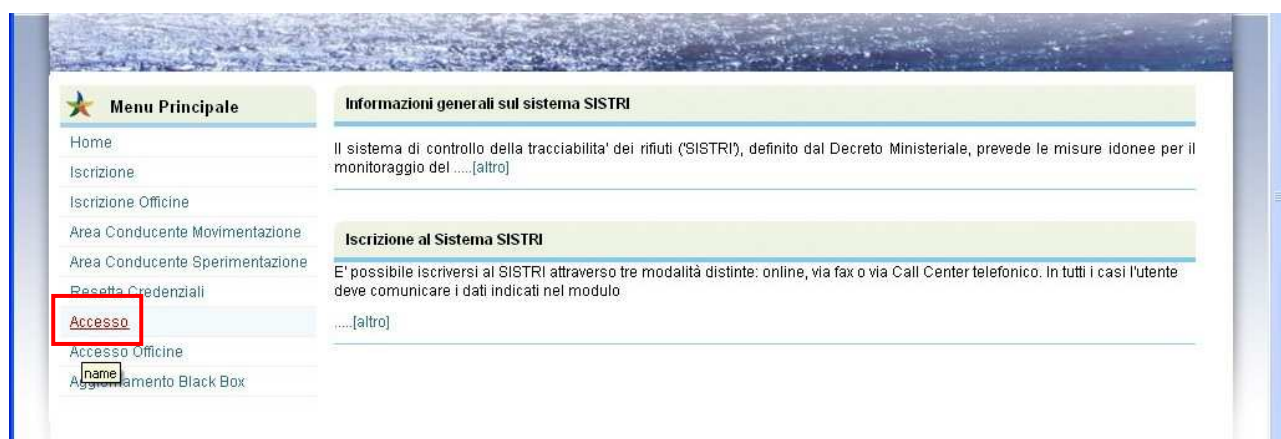 Menu Principale
Home
Iscrizione
Iscrizione Officine
Area Conducente Movimentazione
Area Conducente Sperimentazione
Resetta Credenziali
Accesso
Accesso Officine
name
Aggiornamento Black Box
Informazioni generali sul sistema SISTRI
Il sistema di controllo della tracciabilita' dei rifiuti ('SISTRI'), definito dal Decreto Ministeriale, prevede le misure idonee per il
monitoraggio del .....[altro]
Iscrizione al Sistema SISTRI
E' possibile iscriversi al SISTRI attraverso tre modalità distinte: online, via fax o via Call Center telefonico. In tutti i casi l'utente
deve comunicare i dati indicati nel modulo
.....[altro]